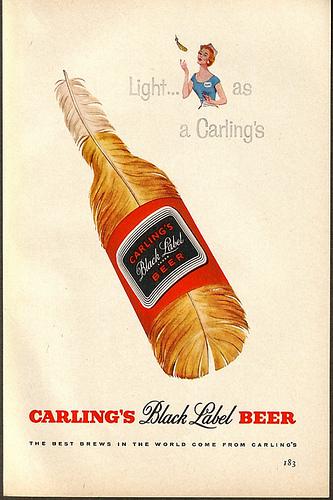 Light... as
a Carling's
CARLING'S
Black Label
BEER
CARLING'S Black Label BEER
THE BEST BREWS IN THE WORLD COME FROM CARLING'S
183